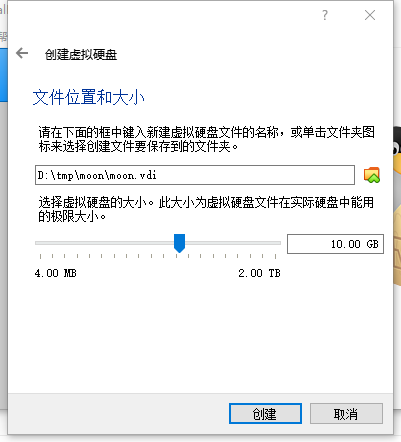 ?
创建虚拟硬盘
文件位置和大小
请在下面的框中键入新建虚拟硬盘文件的名称，或单击文件夹图
标来选择创建文件要保存到的文件夹。
D:\tmp\moon\moon.vdi
选择虚拟硬盘的大小。此大小为虚拟硬盘文件在实际硬盘中能用
的极限大小。
10.00 GB
4.00 MB 2.00 TB
创建 取消